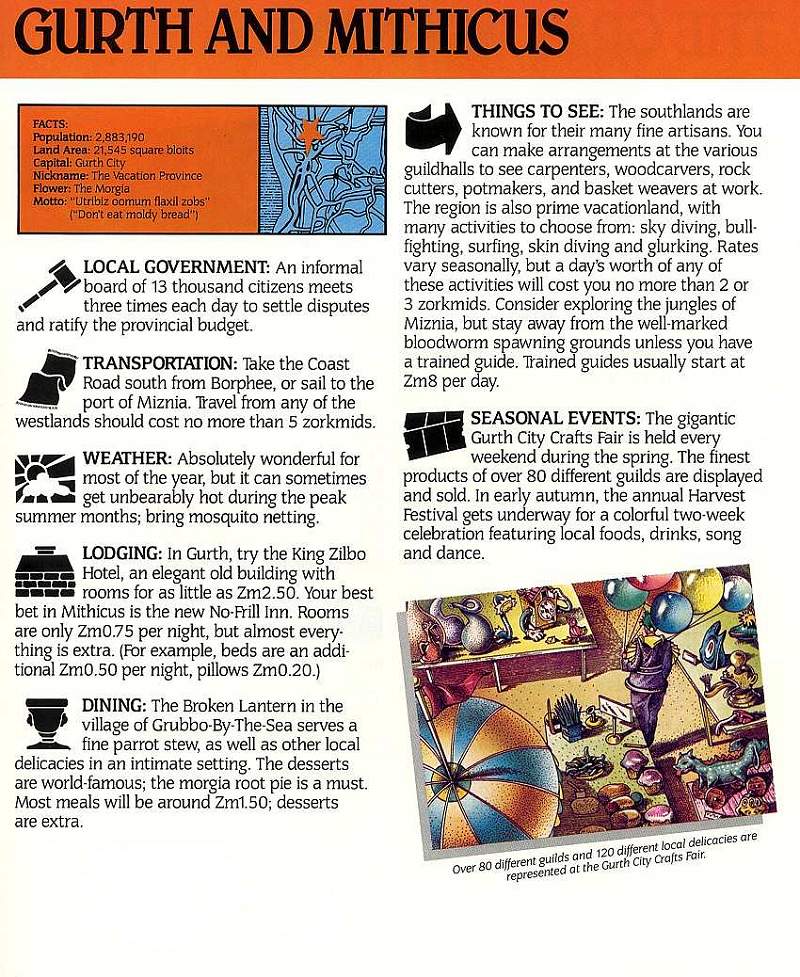 GURTH AND MITHICUS
FACTS:
Population: 2,883,190
Land Area: 21,545 square bloits
Capital: Gurth City
Nickname: The Vacation Province
Flower: The Morgia
Motto: "Utribiz oomum flaxil zobs"
("Don't eat moldy bread")
LOCAL GOVERNMENT: An informal
board of 13 thousand citizens meets
three times each day to settle disputes
and ratify the provincial budget.
TRANSPORTATION: Take the Coast
Road south from Borphee, or sail to the
port of Miznia. Travel from any of the
westlands should cost no more than 5 zorkmids.
WEATHER: Absolutely wonderful for
most of the year, but it can sometimes
get unbearably hot during the peak
summer months; bring mosquito netting.
LODGING: In Gurth, try the King Zilbo
Hotel, an elegant old building with
rooms for as little as Zm2.50. Your best
bet in Mithicus is the new No-Frill Inn. Rooms
are only Zm0.75 per night, but almost every-
thing is extra. (For example, beds are an addi-
tional Zm0.50 per night, pillows Zm0.20.)
DINING: The Broken Lantern in the
village of Grubbo-By-The-Sea serves a
fine parrot stew, as well as other local
delicacies in an intimate setting. The desserts
are world-famous; the morgia root pie is a must.
Most meals will be around Zm1.50; desserts
are extra.
THINGS TO SEE: The southlands are
known for their many fine artisans. You
can make arrangements at the various
guildhalls to see carpenters, woodcarvers, rock
cutters, potmakers, and basket weavers at work.
The region is also prime vacationland, with
many activities to choose from: sky diving, bull-
fighting, surfing, skin diving and glurking. Rates
vary seasonally, but a day's worth of any of
these activities will cost you no more than 2 or
3 zorkmids. Consider exploring the jungles of
Miznia, but stay away from the well-marked
bloodworm spawning grounds unless you have
a trained guide. Trained guides usually start at
Zm8 per day.
SEASONAL EVENTS: The gigantic
Gurth City Crafts Fair is held every
weekend during the spring. The finest
products of over 80 different guilds are displayed
and sold. In early autumn, the annual Harvest
Festival gets underway for a colorful two-week
celebration featuring local foods, drinks, song
and dance.
Over 80 different guilds and 120 different local delicacies are
represented at the Gurth City Crafts Fair.